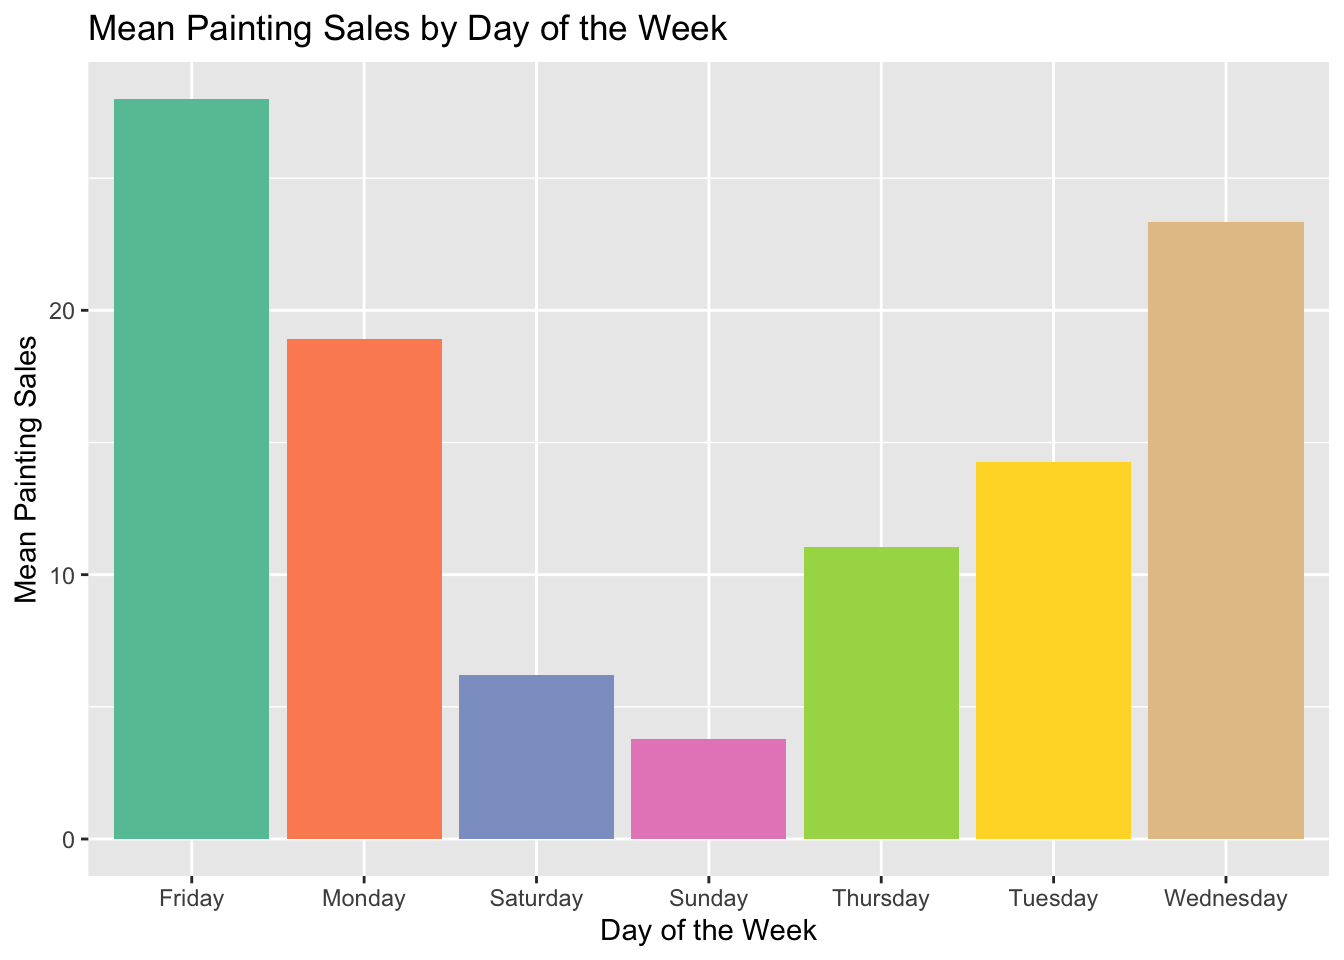 Mean Painting Sales by Day of the Week
Mean Painting Sales
20
10
0
Friday Monday Saturday Sunday Thursday Tuesday Wednesday
Day of the Week